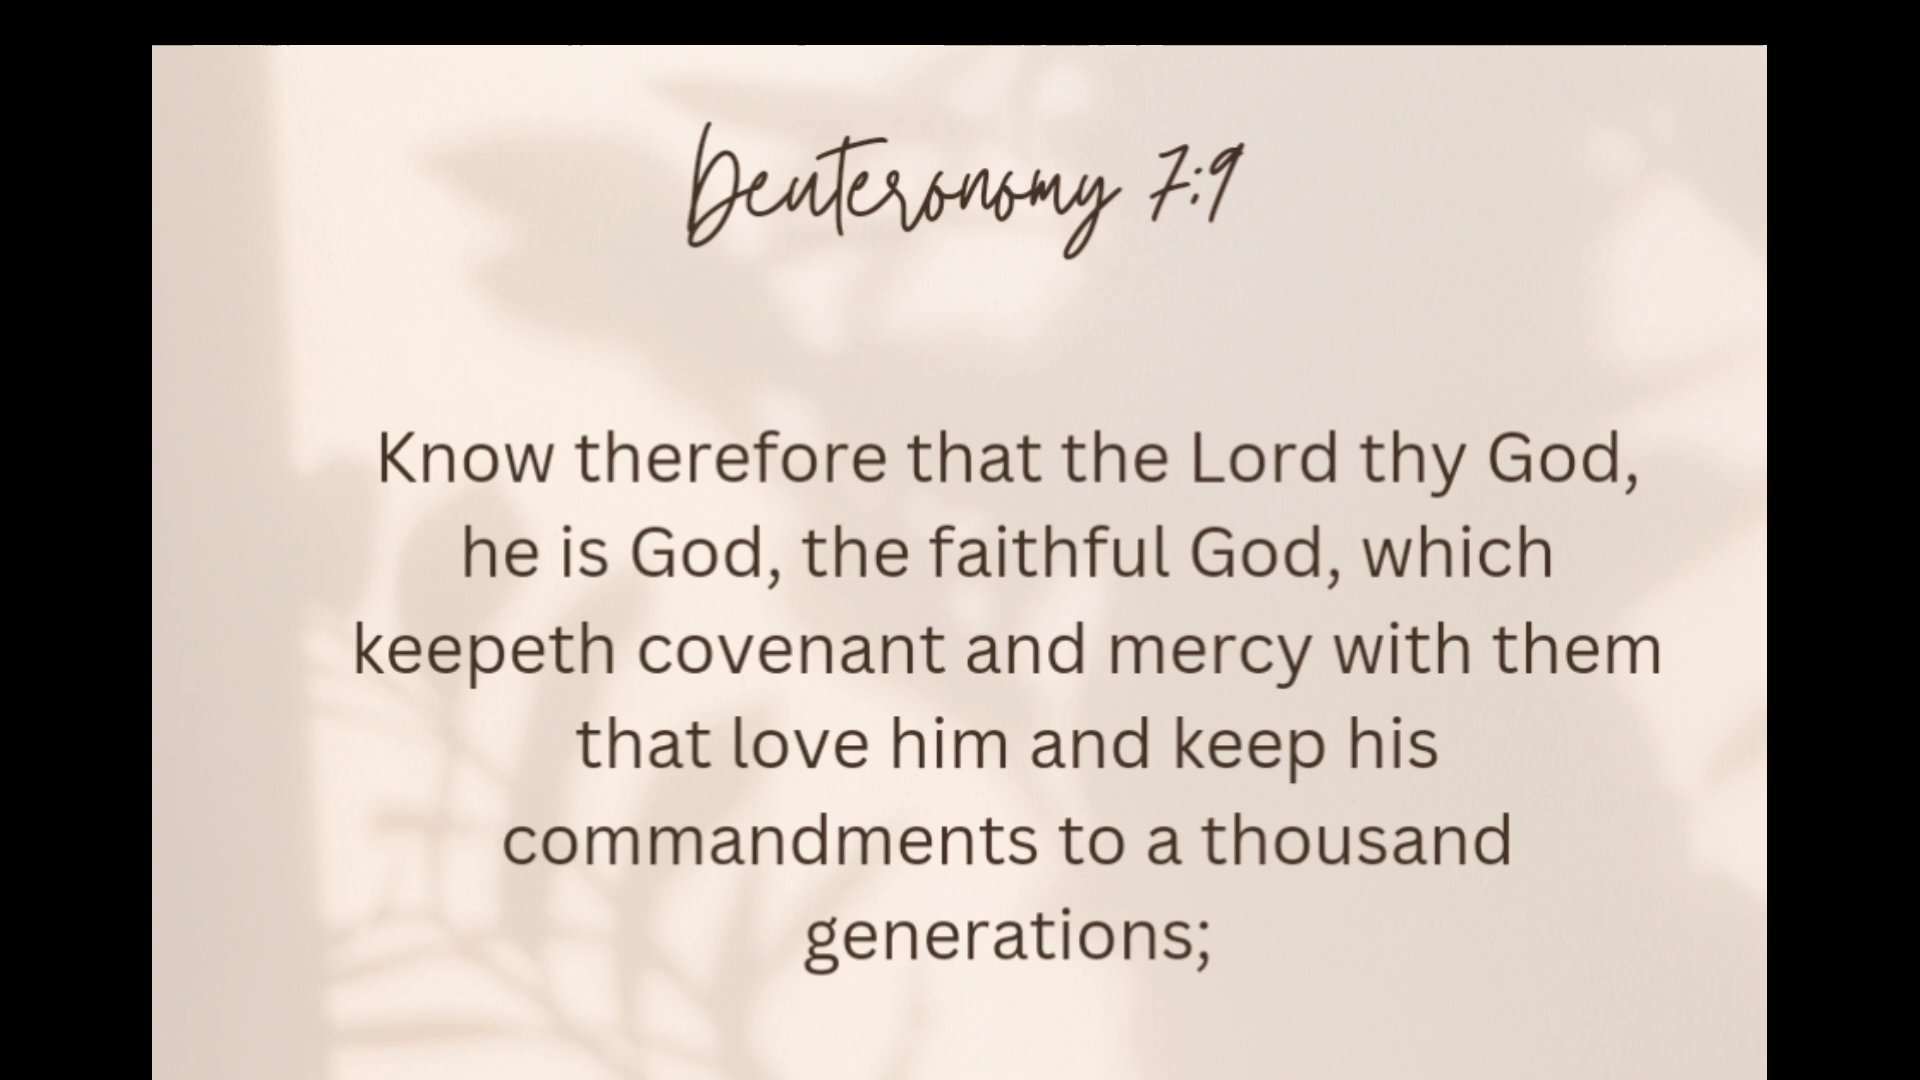 Deuteronomy 7:9
Know therefore that the Lord thy God,
he is God, the faithful God, which
keepeth covenant and mercy with them
that love him and keep his
commandments to a thousand
generations;